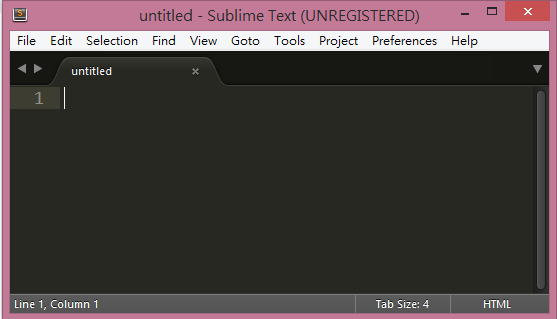 untitled - Sublime Text (UNREGISTERED)
File Edit Selection Find View Goto Tools Project Preferences Help
untitled
1
Line 1, Column 1 Tab Size: 4 HTML